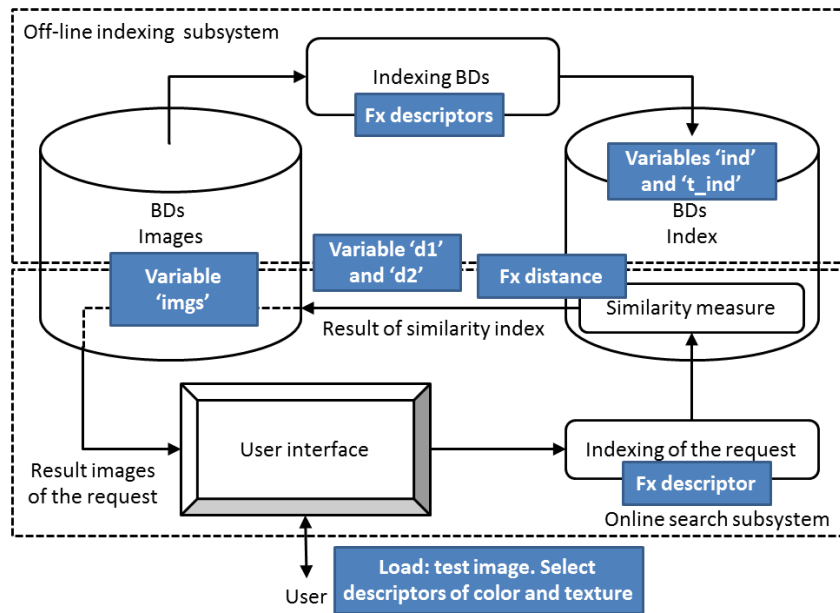 Off-line indexing subsystem
Indexing BDs
Fx descriptors
Variables ‘ind’
and ‘t_ind’
BDs
Images
BDs
Index
Variable
‘imgs’
Variable ‘d1’
and ‘d2’
Fx distance
Similarity measure
Result of similarity index
User interface
Indexing of the request
Fx descriptor
Result images
of the request
Online search subsystem
User
Load: test image. Select
descriptors of color and texture